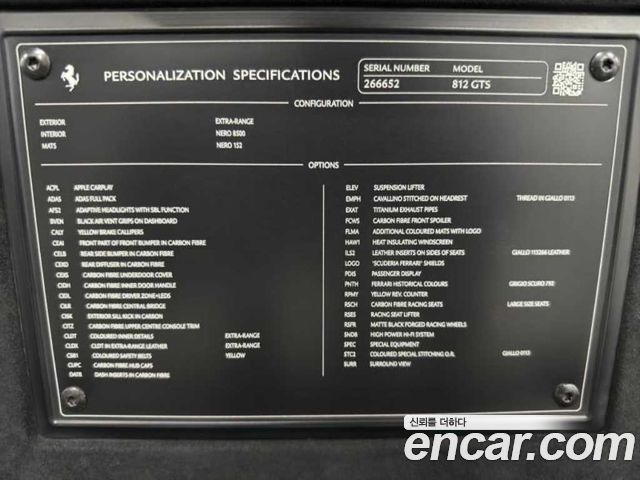 PERSONALIZATION SPECIFICATIONS
SERIAL NUMBER MODEL
266652 812 GTS
CONFIGURATION
EXTERIOR EXTRA-RANGE
INTERIOR NERO 8500
MATS NERO 152
OPTIONS
ACPL APPLE CARPLAY
ADAS ADAS FULL PACK
AFS2 ADAPTIVE HEADLIGHTS WITH SBL FUNCTION
BVEN BLACK AIR VENT GRIPS ON DASHBOARD
CALY YELLOW BRAKE CALLIPERS
CEAI FRONT PART OF FRONT BUMPER IN CARBON FIBRE
CELB REAR SIDE BUMPER IN CARBON FIBRE
CEXD REAR DIFFUSER IN CARBON FIBRE
CEXS CARBON FIBRE UNDERDOOR COVER
CIDH CARBON FIBRE INNER DOOR HANDLE
CIDL CARBON FIBRE DRIVER ZONE+LEDS
CILB CARBON FIBRE CENTRAL BRIDGE
CISK EXTERIOR SILL KICK IN CARBON
CITZ CARBON FIBRE UPPER CENTRE CONSOLE TRIM
CLDT COLOURED INNER DETAILS EXTRA-RANGE
CLDX CLDT IN EXTRA-RANGE LEATHER EXTRA-RANGE
CSB1 COLOURED SAFETY BELTS YELLOW
CUPC CARBON FIBRE HUB CAPS
DATB DASH INSERTS IN CARBON FIBRE
ELEV SUSPENSION LIFTER
EMPH CAVALLINO STITCHED ON HEADREST THREAD IN GIALLO 0113
EXAT TITANIUM EXHAUST PIPES
FCWS CARBON FIBRE FRONT SPOILER
FLMA ADDITIONAL COLOURED MATS WITH LOGO
HAW1 HEAT INSULATING WINDSCREEN
ILS2 LEATHER INSERTS ON SIDES OF SEATS GIALLO 113266 LEATHER
LOGO "SCUDERIA FERRARI" SHIELDS
PDIS PASSENGER DISPLAY
PNTH FERRARI HISTORICAL COLOURS GRIGIO SCURO
RPMY YELLOW REV. COUNTER
RSCH CARBON FIBRE RACING SEATS LARGE SIZE SEATS
RSES RACING SEAT LIFTER
RSFR MATTE BLACK FORGED RACING WHEELS
SNDB HIGH POWER HI-FI SYSTEM
SPEC SPECIAL EQUIPMENT
STC2 COLOURED SPECIAL STITCHING O.R. GIALLO 0113
SURR SURROUND VIEW
신뢰를 더하다
encar.com